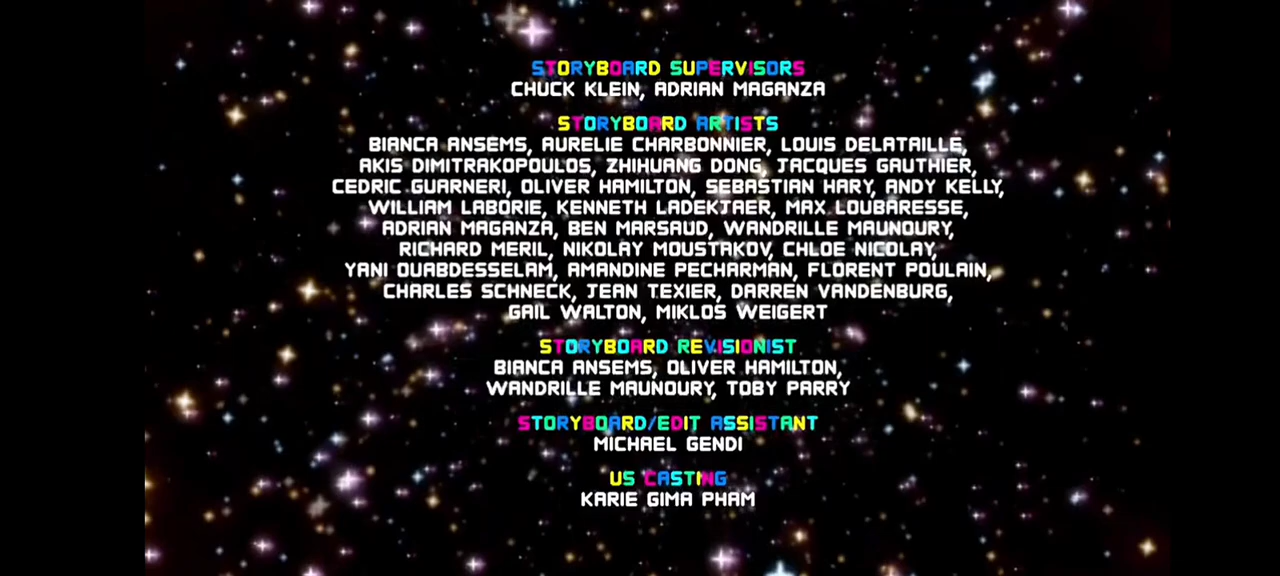 STORYBOARD SUPERVISORS
CHUCK KLEIN, ADRIAN MAGANZA
STORYBOARD ARTISTS
BIANCA ANSEMS, AURELIE CHARBONNIER, LOUIS DELATAILLE,
AKIS DIMITRAKOPOULOS, ZHIHUANG DONG, JACQUES GAUTHIER,
CEDRIC GUARNERI, OLIVER HAMILTON, SEBASTIAN HARY, ANDY KELLY,
WILLIAM LABORIE, KENNETH LADEKJAER, MAX LOUBARESSE,
ADRIAN MAGANZA, BEN MARSAUD, WANDRILLE MAUNOURY,
RICHARD MERIL, NIKOLAY MOUSTAKOV, CHLOE NICOLAY,
YANI OUABDESSELAM, AMANDINE PECHARMAN, FLORENT POULAIN,
CHARLES SCHNECK, JEAN TEXIER, DARREN VANDENBURG,
GAIL WALTON, MIKLOS WEIGERT
STORYBOARD REVISIONIST
BIANCA ANSEMS, OLIVER HAMILTON,
WANDRILLE MAUNOURY, TOBY PARRY
STORYBOARD/EDIT ASSISTANT
MICHAEL GENDI
US CASTING
KARIE GIMA PHAM